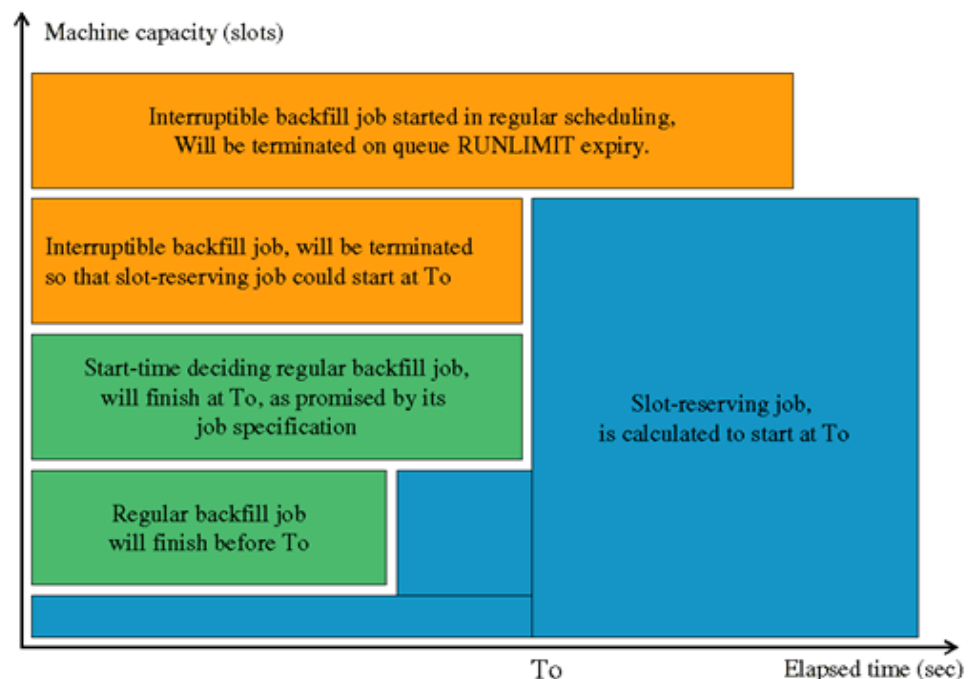 Machine capacity (slots)
Interruptible backfill job started in regular scheduling,
Will be terminated on queue RUNLIMIT expiry.
Interruptible backfill job, will be terminated
so that slot-reserving job could start at To
Start-time deciding regular backfill job,
will finish at To, as promised by its
job specification
Slot-reserving job,
is calculated to start at To
Regular backfill job
will finish before To
To
Elapsed time (sec)